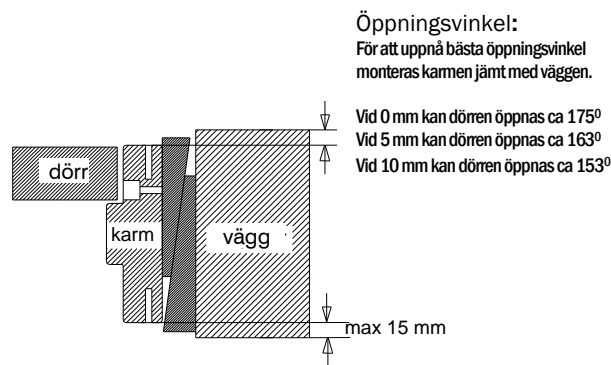 Öppningsvinkel:
För att uppnå bästa öppningsvinkel
monteras karmen jämt med väggen.
Vid 0 mm kan dörren öppnas ca 175⁰
Vid 5 mm kan dörren öppnas ca 163⁰
Vid 10 mm kan dörren öppnas ca 153⁰
dörr
karm
vägg
max 15 mm